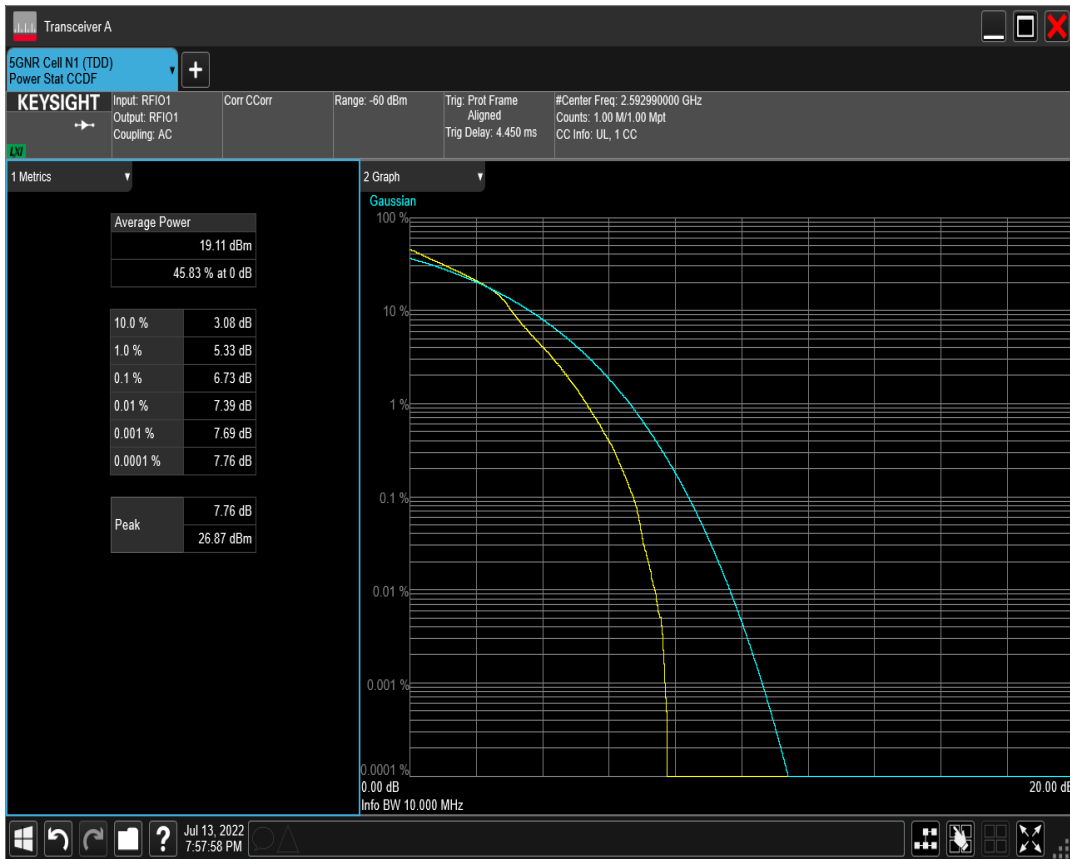 Transceiver A
5GNR Cell N1 (TDD)
Power Stat CCDF
+
KEYSIGHT
LXI
Input: RFIO1
Output: RFIO1
Coupling: AC
Corr CCorr
Range: -60 dBm
Trig: Prot Frame
Aligned
Trig Delay: 4.450 ms
#Center Freq: 2.592990000 GHz
Counts: 1.00 M/1.00 Mpt
CC Info: UL, 1 CC
1 Metrics
Average Power
19.11 dBm
45.83 % at 0 dB
10.0 % 3.08 dB
1.0 % 5.33 dB
0.1 % 6.73 dB
0.01 % 7.39 dB
0.001 % 7.69 dB
0.0001 % 7.76 dB
Peak
7.76 dB
26.87 dBm
2 Graph
Gaussian
100 %
10 %
1 %
0.1 %
0.01 %
0.001 %
0.0001 %
0.00 dB
20.00 dB
Info BW 10.000 MHz
?
Jul 13, 2022
7:57:58 PM